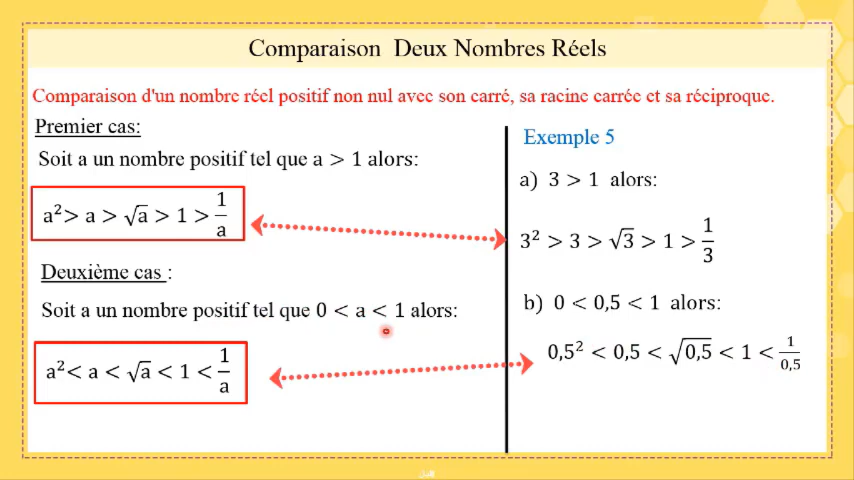 Comparaison Deux Nombres Réels
Comparaison d'un nombre réel positif non nul avec son carré, sa racine carrée et sa réciproque.
Premier cas:
Soit a un nombre positif tel que a > 1 alors:
a²> a > √a > 1 > 1/a
Deuxième cas :
Soit a un nombre positif tel que 0 < a < 1 alors:
a²< a < √a < 1 < 1/a
Exemple 5
a) 3 > 1 alors:
3² > 3 > √3 > 1 > 1/3
b) 0 < 0,5 < 1 alors:
0,5² < 0,5 < √0,5 < 1 < 1/0,5